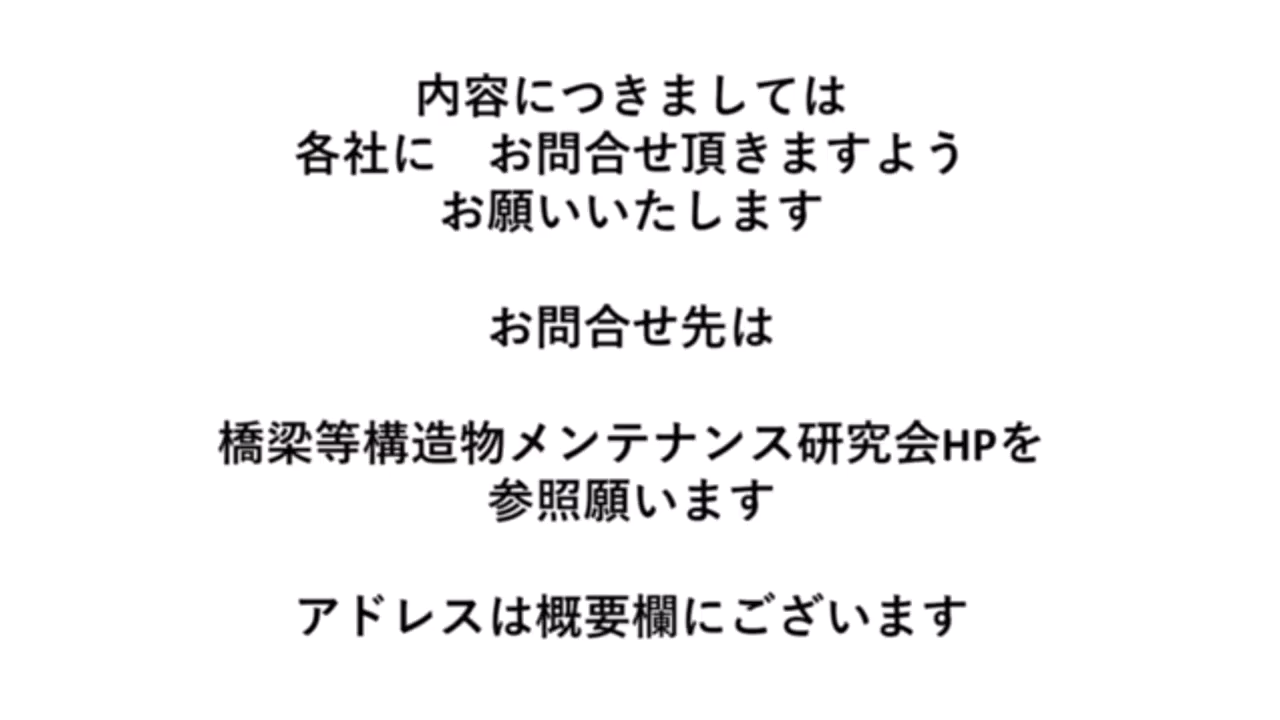 内容につきましては
各社に　お問合せ頂きますよう
お願いいたします
お問合せ先は
橋梁等構造物メンテナンス研究会HPを
参照願います
アドレスは概要欄にございます